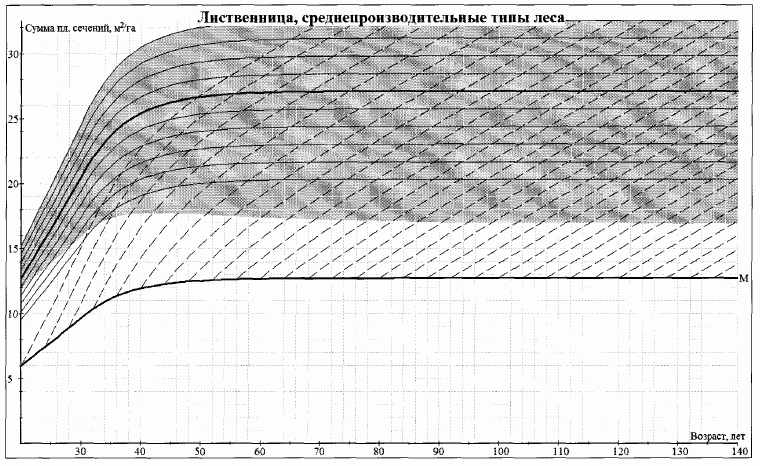 Лиственница, среднепроизводительные типы леса
Сумма пл. сечений, м²/га
30
25
20
15
10
5
М
Возраст, лет
30 40 50 60 70 80 90 100 110 120 130 140